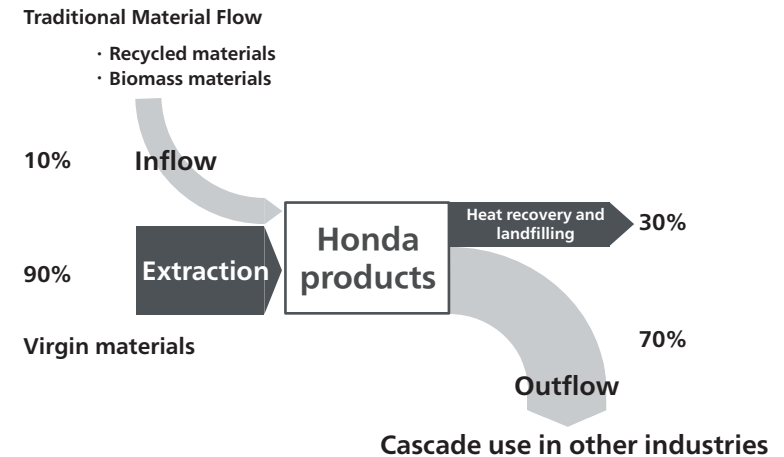 Traditional Material Flow
· Recycled materials
· Biomass materials
10%
Inflow
90%
Extraction
Virgin materials
Honda
products
Heat recovery and
landfilling
30%
70%
Outflow
Cascade use in other industries